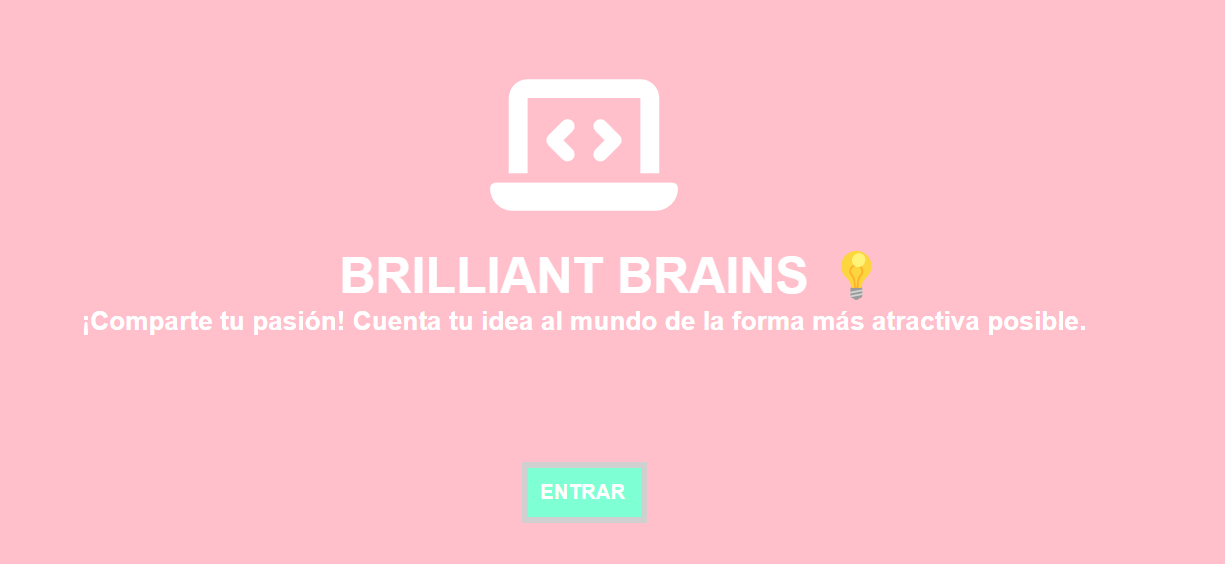 BRILLIANT BRAINS 💡
¡Comparte tu pasión! Cuenta tu idea al mundo de la forma más atractiva posible.
ENTRAR